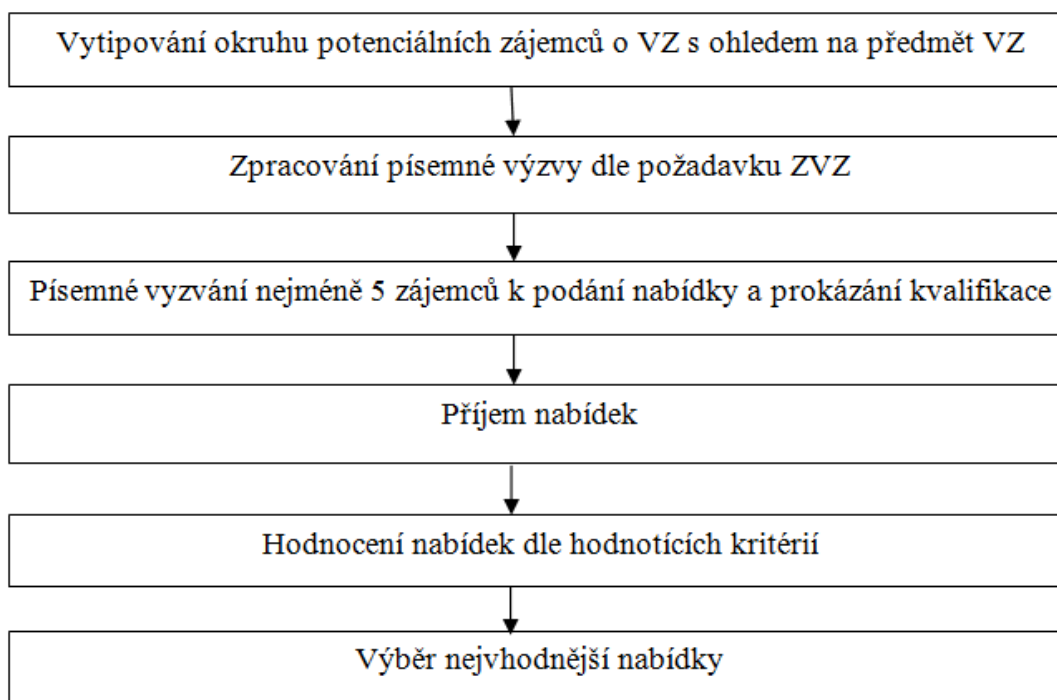 Vytipování okruhu potenciálních zájemců o VZ s ohledem na předmět VZ
Zpracování písemné výzvy dle požadavku ZVZ
Písemné vyzvání nejméně 5 zájemců k podání nabídky a prokázání kvalifikace
Příjem nabídek
Hodnocení nabídek dle hodnotících kritérií
Výběr nejvhodnější nabídky